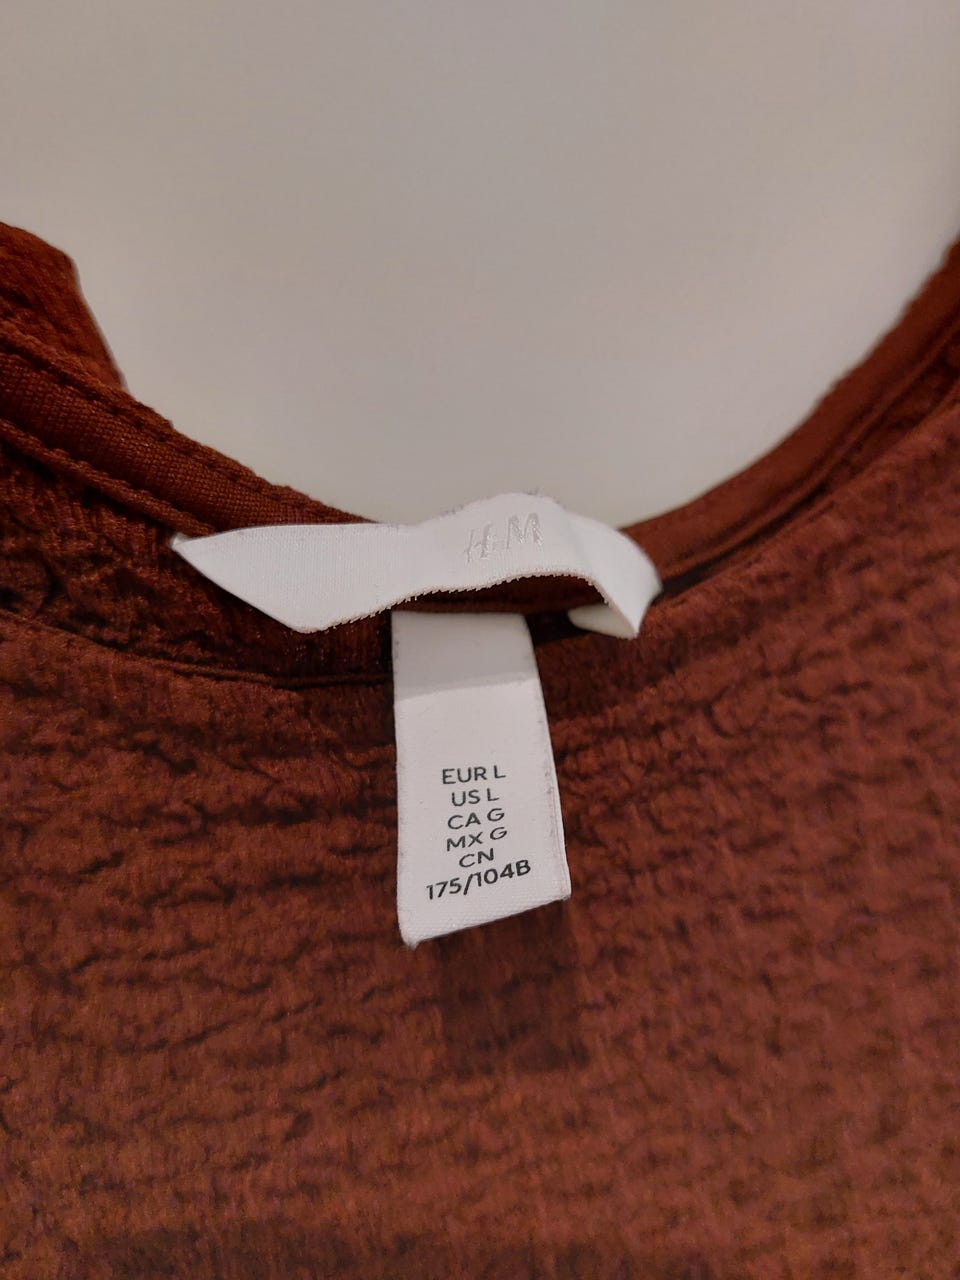 H&M
EUR L
US L
CA G
MX G
CN
175/104B